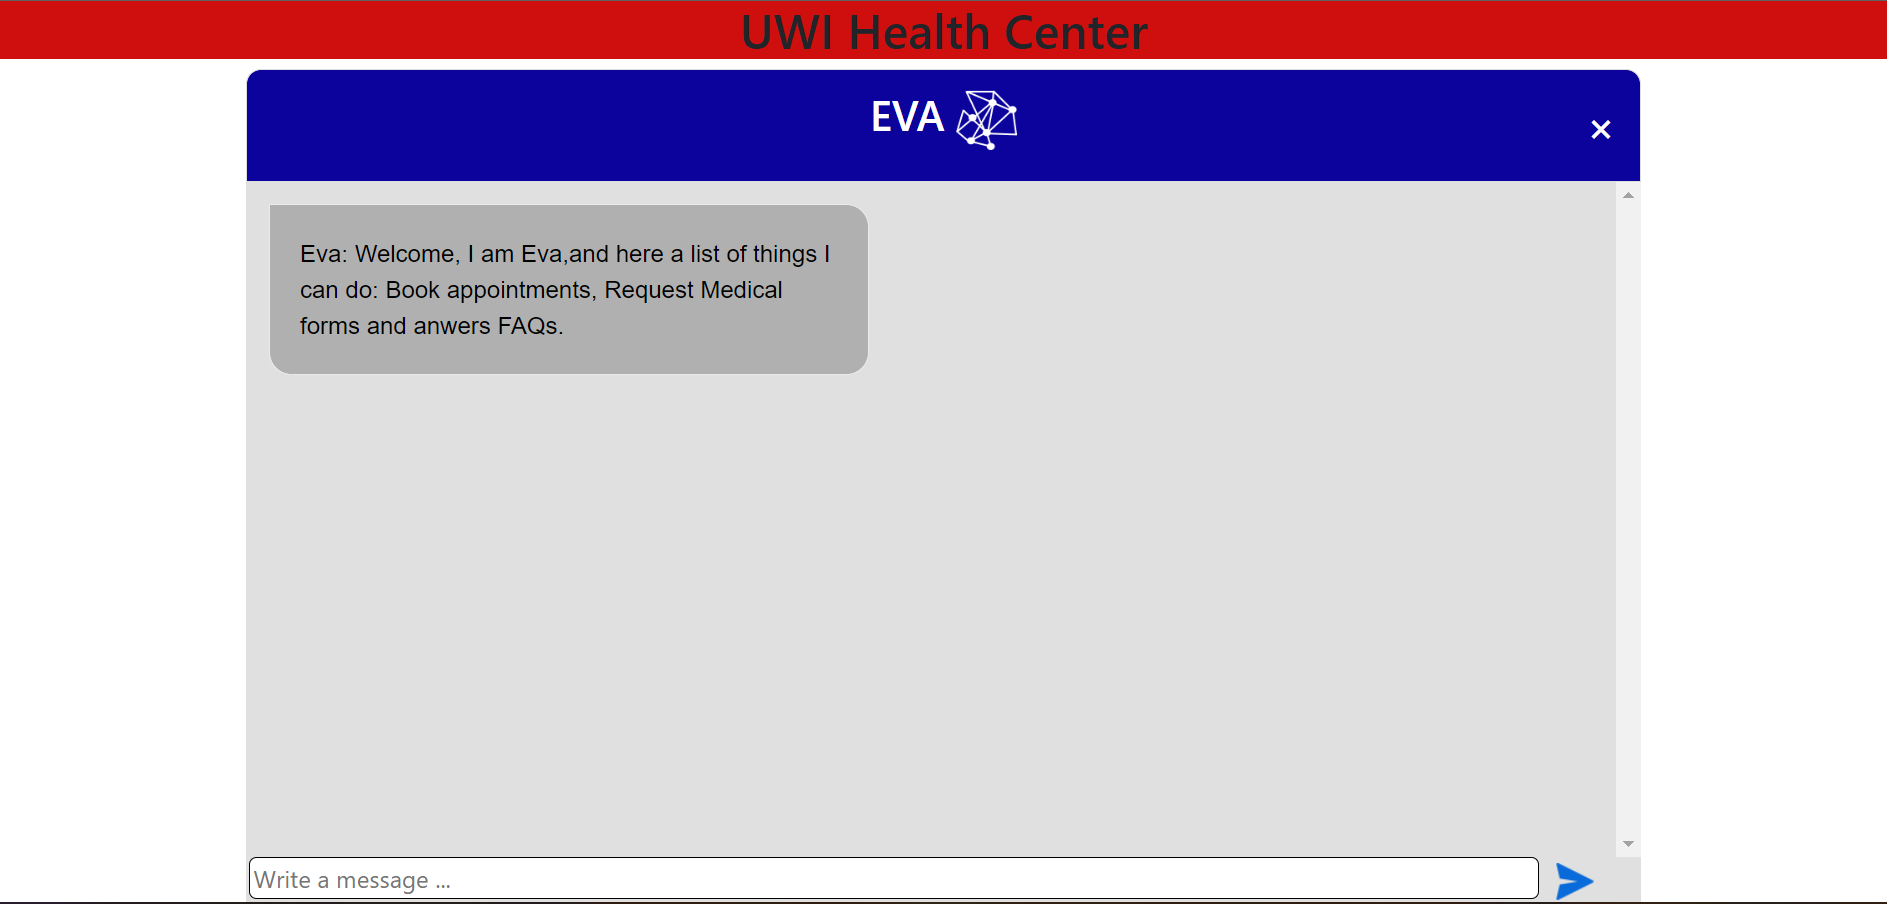 UWI Health Center
EVA
Eva: Welcome, I am Eva,and here a list of things I
can do: Book appointments, Request Medical
forms and anwers FAQs.
Write a message ...